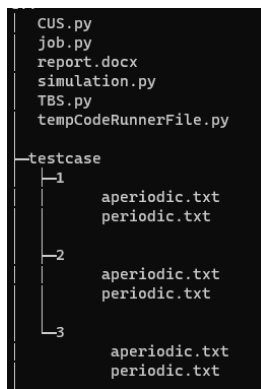 CUS.py
job.py
report.docx
simulation.py
TBS.py
tempCodeRunnerFile.py
testcase
1
aperiodic.txt
periodic.txt
2
aperiodic.txt
periodic.txt
3
aperiodic.txt
periodic.txt